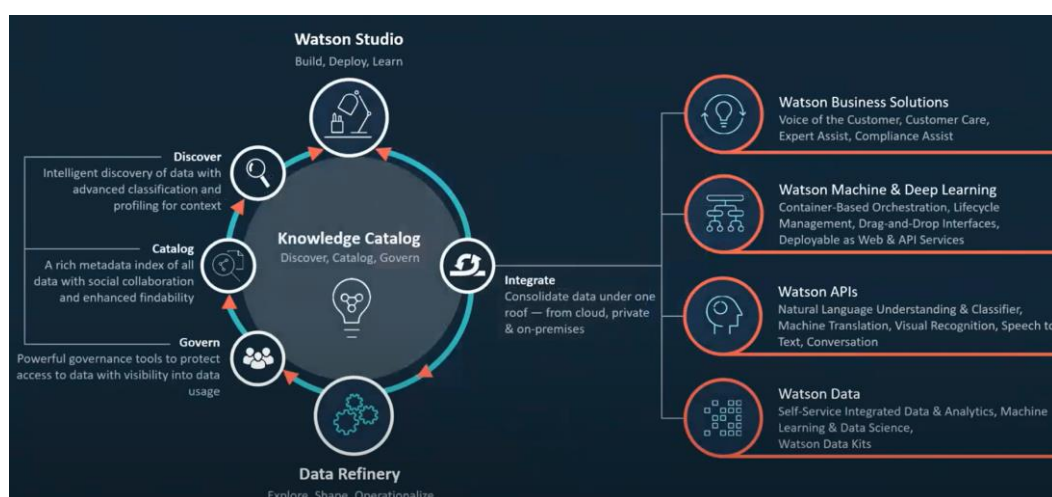 Watson Studio
Build, Deploy, Learn
Discover
Intelligent discovery of data with
advanced classification and
profiling for context
Catalog
A rich metadata index of all
data with social collaboration
and enhanced findability
Govern
Powerful governance tools to protect
access to data with visibility into data
usage
Knowledge Catalog
Discover, Catalog, Govern
Data Refinery
Explore, Shape, Operationalize
Integrate
Consolidate data under one
roof — from cloud, private
& on-premises
Watson Business Solutions
Voice of the Customer, Customer Care,
Expert Assist, Compliance Assist
Watson Machine & Deep Learning
Container-Based Orchestration, Lifecycle
Management, Drag-and-Drop Interfaces,
Deployable as Web & API Services
Watson APIs
Natural Language Understanding & Classifier,
Machine Translation, Visual Recognition, Speech to
Text, Conversation
Watson Data
Self-Service Integrated Data & Analytics, Machine
Learning & Data Science,
Watson Data Kits